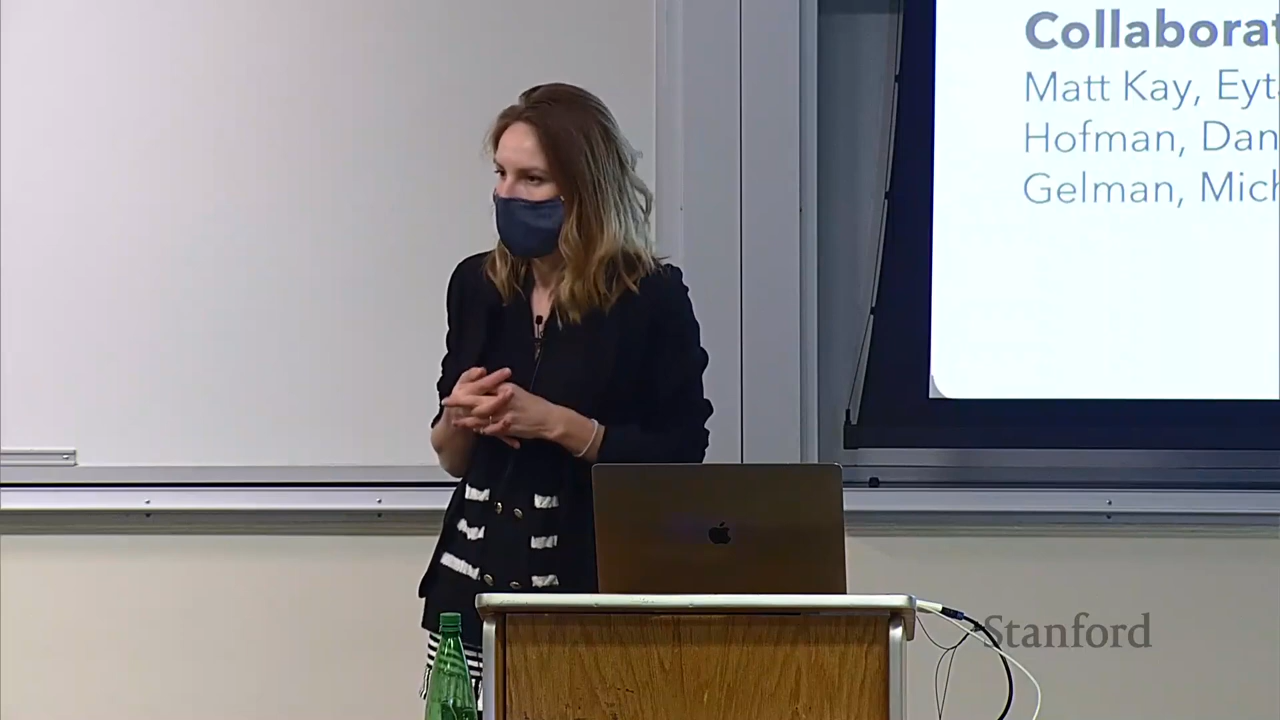 Collaborat
Matt Kay, Eyt
Hofman, Dan
Gelman, Mich
Stanford